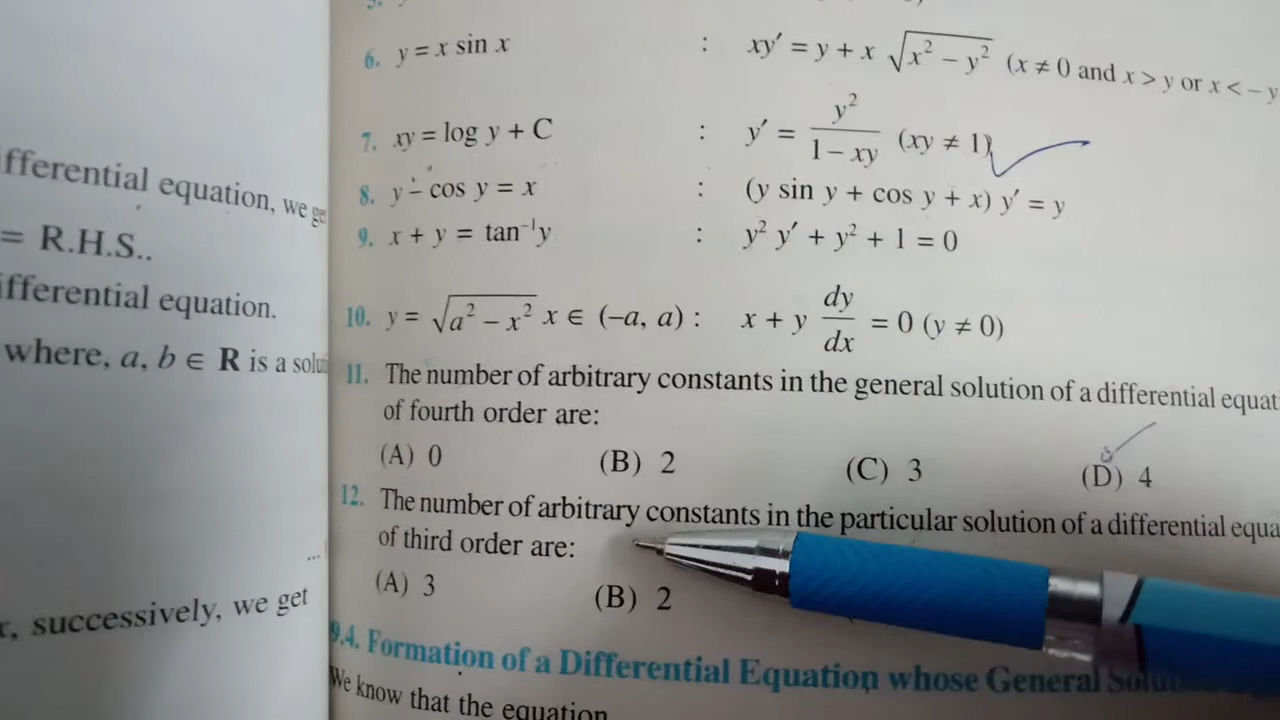 fferential equation, we ge
= R.H.S..
fferential equation.
where, a, b ∈ R is a solu
...
r, successively, we get
6. y = x sin x : xy′ = y + x √(x² – y²) (x ≠ 0 and x > y or x < – y
7. xy = log y + C : y′ = y²/(1 – xy) (xy ≠ 1)
8. y – cos y = x : (y sin y + cos y + x) y′ = y
9. x + y = tan⁻¹y : y² y′ + y² + 1 = 0
10. y = √(a² – x²) x ∈ (–a, a) : x + y dy/dx = 0 (y ≠ 0)
11. The number of arbitrary constants in the general solution of a differential equat
of fourth order are:
(A) 0 (B) 2 (C) 3 (D) 4
12. The number of arbitrary constants in the particular solution of a differential equa
of third order are:
(A) 3 (B) 2
9.4. Formation of a Differential Equation whose General Solu
We know that the equation